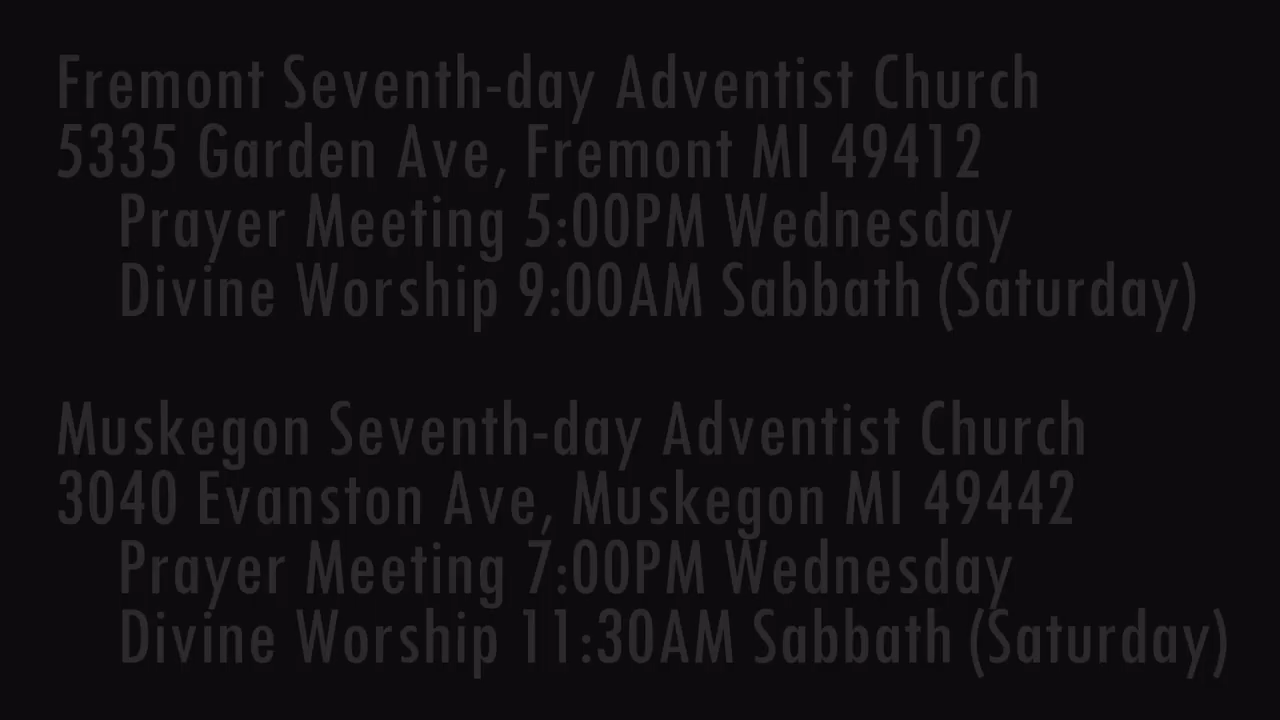 Fremont Seventh-day Adventist Church
5335 Garden Ave, Fremont MI 49412
Prayer Meeting 5:00PM Wednesday
Divine Worship 9:00AM Sabbath (Saturday)
Muskegon Seventh-day Adventist Church
3040 Evanston Ave, Muskegon MI 49442
Prayer Meeting 7:00PM Wednesday
Divine Worship 11:30AM Sabbath (Saturday)